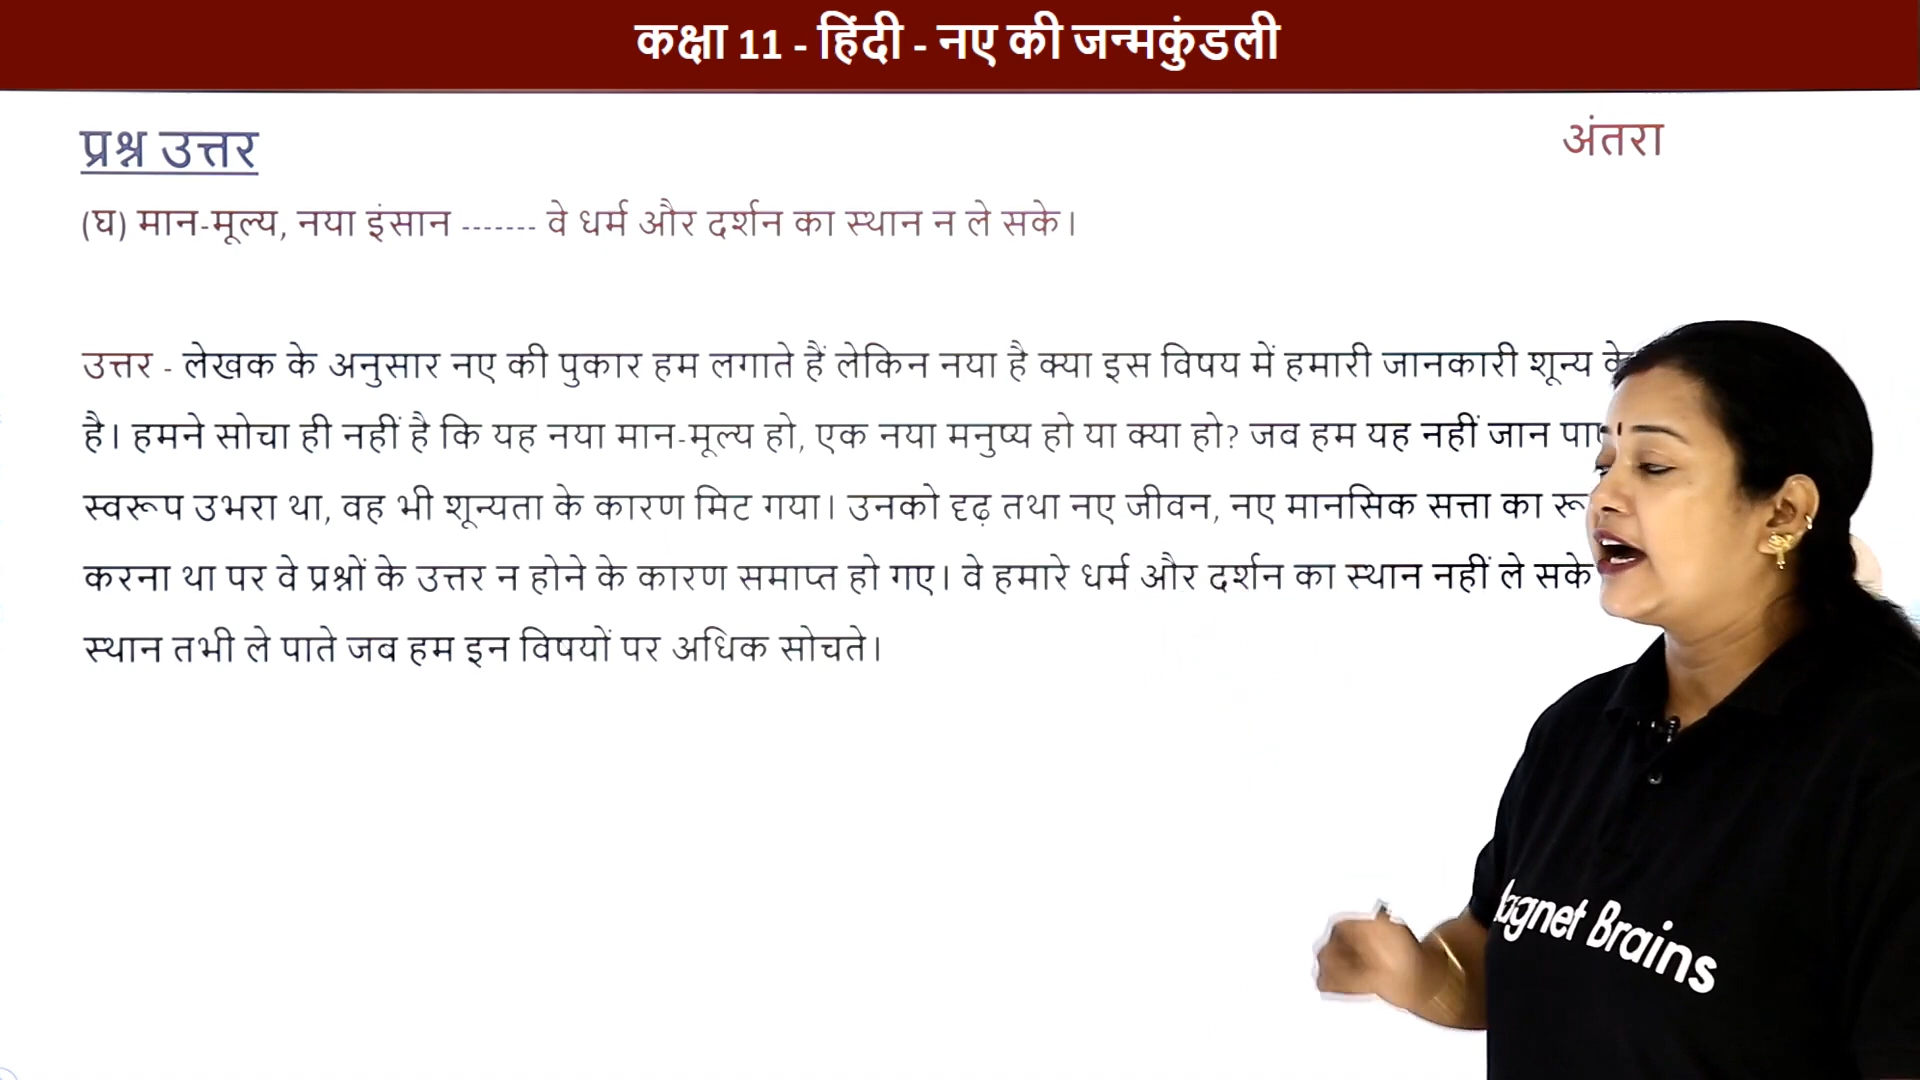 कक्षा 11 - हिंदी - नए की जन्मकुंडली
प्रश्न उत्तर
अंतरा
(घ) मान-मूल्य, नया इंसान ------- वे धर्म और दर्शन का स्थान न ले सके।
उत्तर - लेखक के अनुसार नए की पुकार हम लगाते हैं लेकिन नया है क्या इस विषय में हमारी जानकारी शून्य के
है। हमने सोचा ही नहीं है कि यह नया मान-मूल्य हो, एक नया मनुष्य हो या क्या हो? जब हम यह नहीं जान
स्वरूप उभरा था, वह भी शून्यता के कारण मिट गया। उनको दृढ़ तथा नए जीवन, नए मानसिक सत्ता का
करना था पर वे प्रश्नों के उत्तर न होने के कारण समाप्त हो गए। वे हमारे धर्म और दर्शन का स्थान नहीं ले सके
स्थान तभी ले पाते जब हम इन विषयों पर अधिक सोचते।
Brains